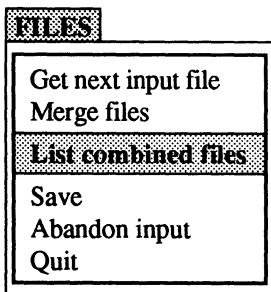 FILES
Get next input file
Merge files
List combined files
Save
Abandon input
Quit